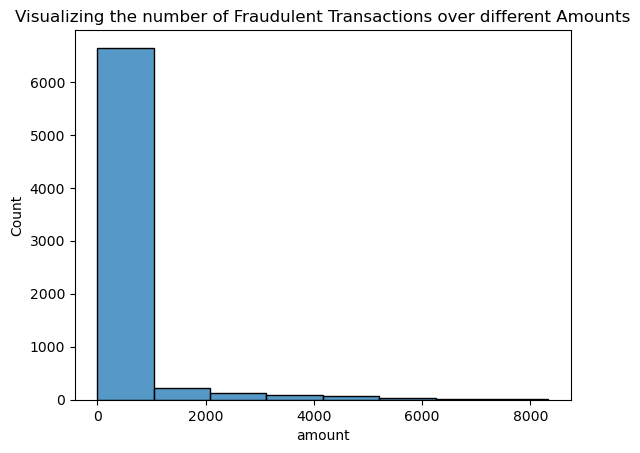 Visualizing the number of Fraudulent Transactions over different Amounts
6000
5000
4000
3000
2000
1000
0
Count
0 2000 4000 6000 8000
amount